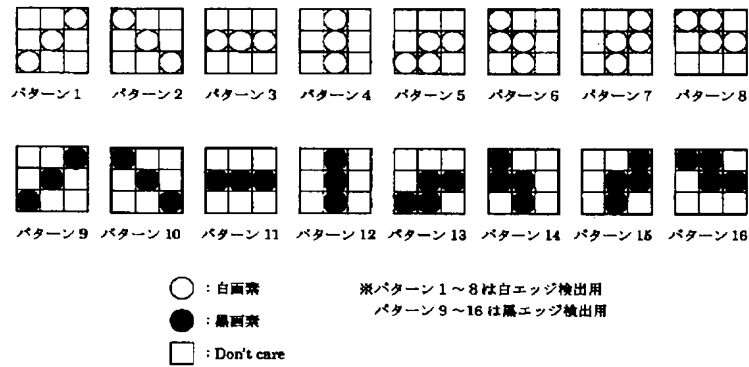 パターン1 パターン2 パターン3 パターン4 パターン5 パターン6 パターン7 パターン8
パターン9 パターン10 パターン11 パターン12 パターン13 パターン14 パターン15 パターン16
:白画素
:黒画素
:Don't care
※パターン1~8は白エッジ検出用
パターン9~16は黒エッジ検出用